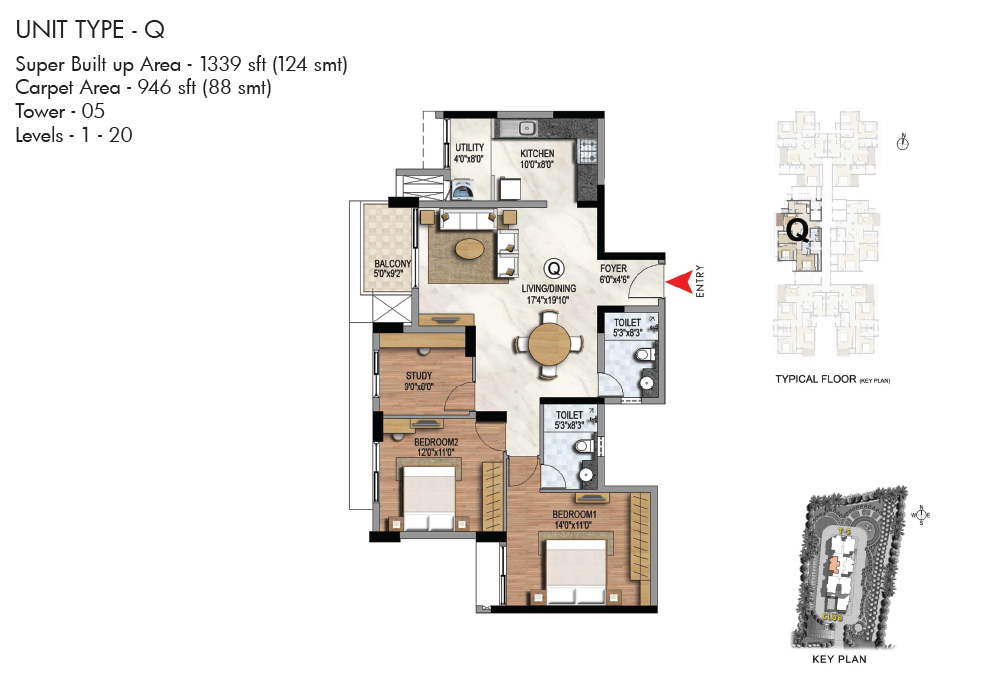 UNIT TYPE - Q
Super Built up Area - 1339 sft (124 smt)
Carpet Area - 946 sft (88 smt)
Tower - 05
Levels - 1 - 20
UTILITY
4'0"x8'0"
KITCHEN
10'0"x8'0"
BALCONY
5'0"x9'2"
Q
LIVING/DINING
17'4"x19'10"
FOYER
6'0"x4'6"
ENTRY
TOILET
5'3"x8'3"
STUDY
9'0"x6'0"
TOILET
5'3"x8'3"
BEDROOM2
12'0"x11'0"
BEDROOM1
14'0"x11'0"
N
Q
TYPICAL FLOOR (KEY PLAN)
N
W E
S
KEY PLAN